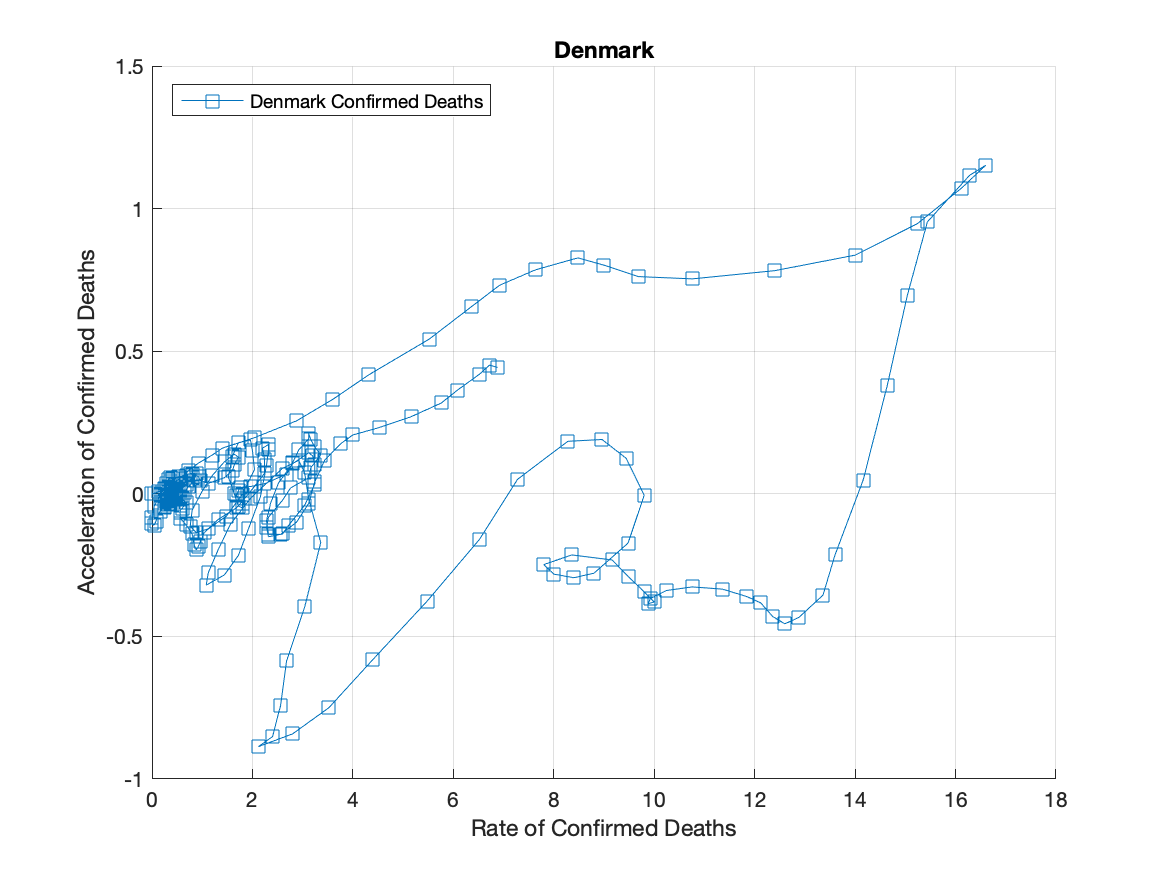 Denmark
1.5
Denmark Confirmed Deaths
1
0.5
0
-0.5
-1
Acceleration of Confirmed Deaths
0 2 4 6 8 10 12 14 16 18
Rate of Confirmed Deaths